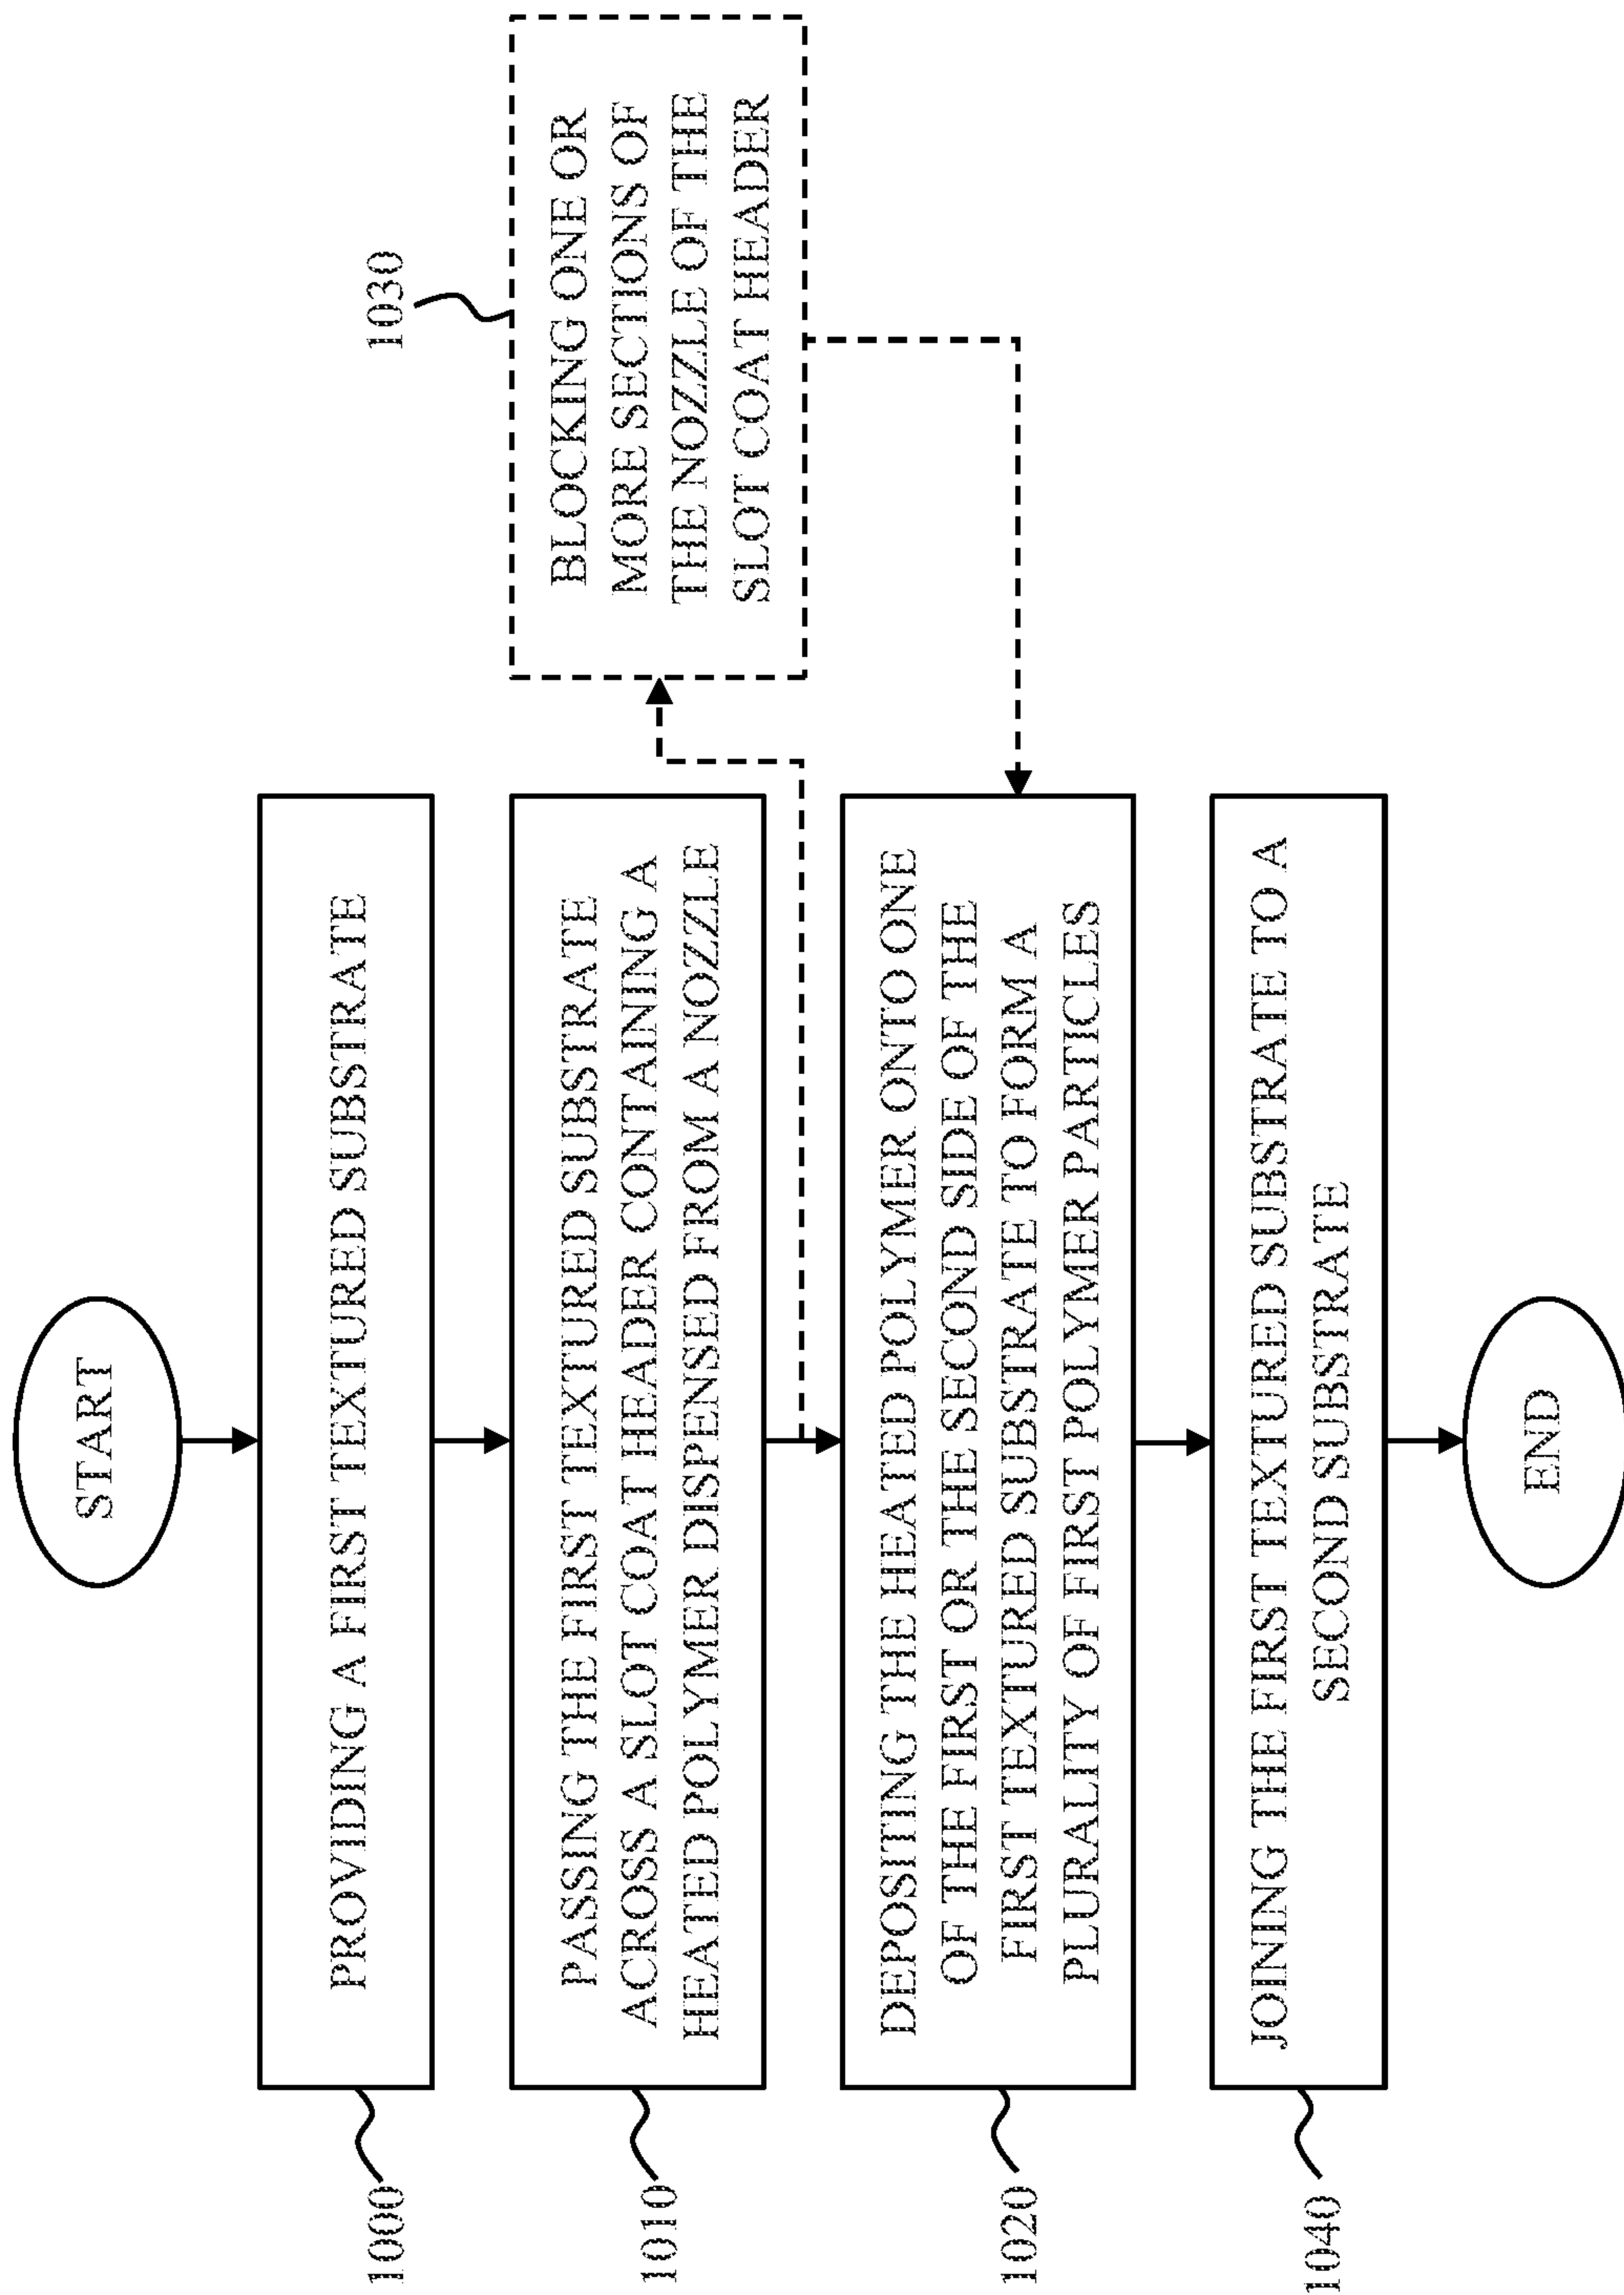 START
1000
PROVIDING A FIRST TEXTURED SUBSTRATE
1010
PASSING THE FIRST TEXTURED SUBSTRATE
ACROSS A SLOT COAT HEADER CONTAINING A
HEATED POLYMER DISPENSED FROM A NOZZLE
1030
BLOCKING ONE OR
MORE SECTIONS OF
THE NOZZLE OF THE
SLOT COAT HEADER
1020
DEPOSITING THE HEATED POLYMER ONTO ONE
OF THE FIRST OR THE SECOND SIDE OF THE
FIRST TEXTURED SUBSTRATE TO FORM A
PLURALITY OF FIRST POLYMER PARTICLES
1040
JOINING THE FIRST TEXTURED SUBSTRATE TO A
SECOND SUBSTRATE
END